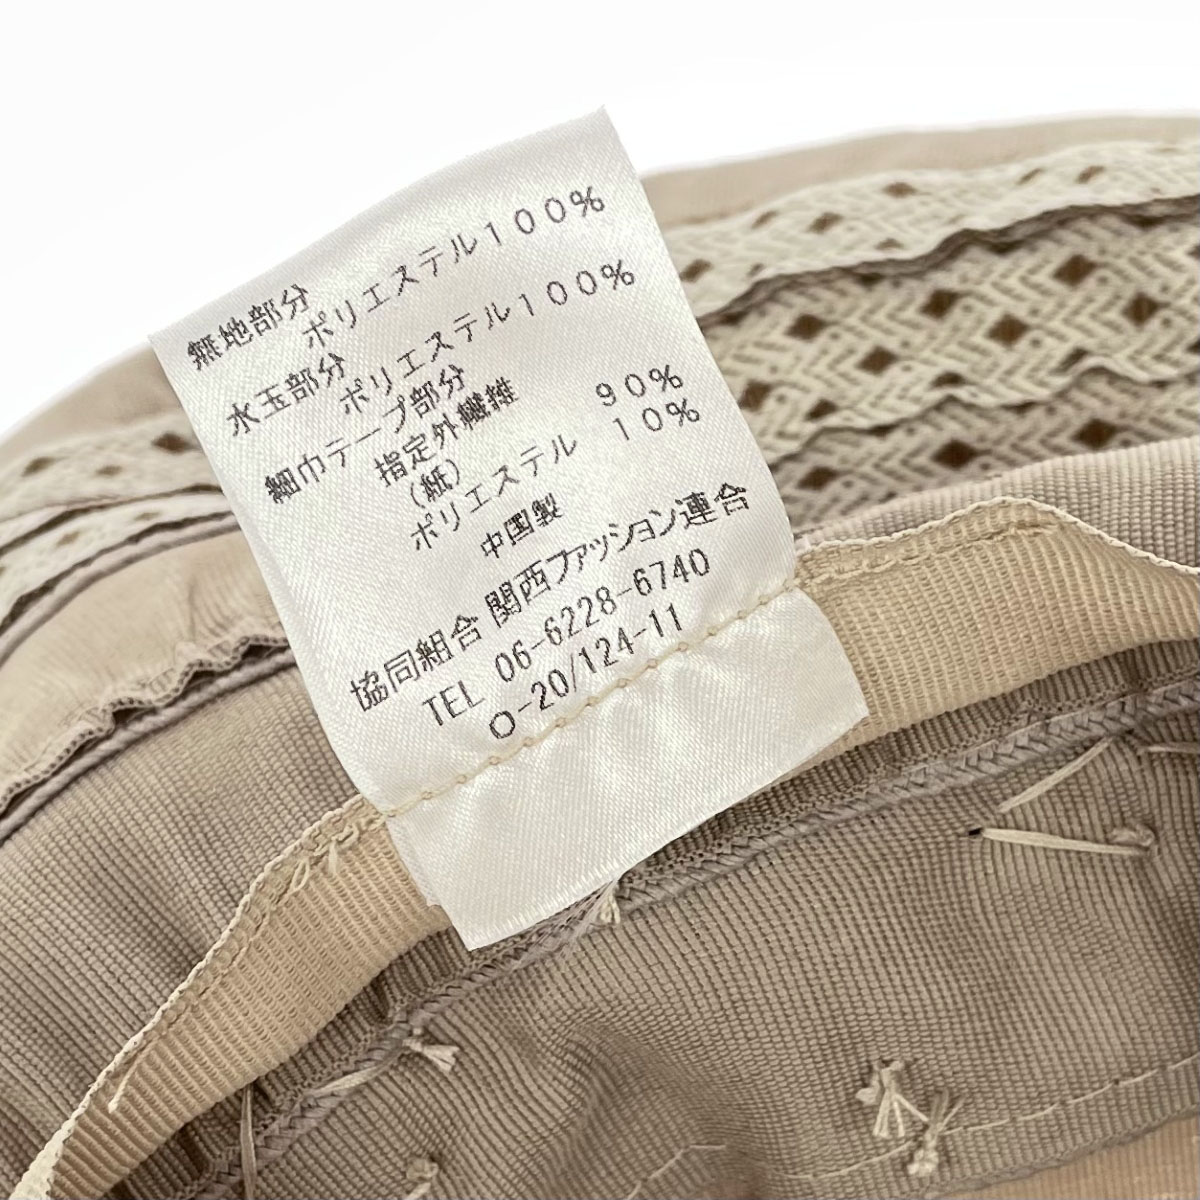 無地部分
ポリエステル１００％
水玉部分
ポリエステル１００％
細巾テープ部分
指定外繊維　９０％
（紙）
ポリエステル　１０％
中国製
協同組合 関西ファッション連合
TEL 06-6228-6740
O-20/124-11